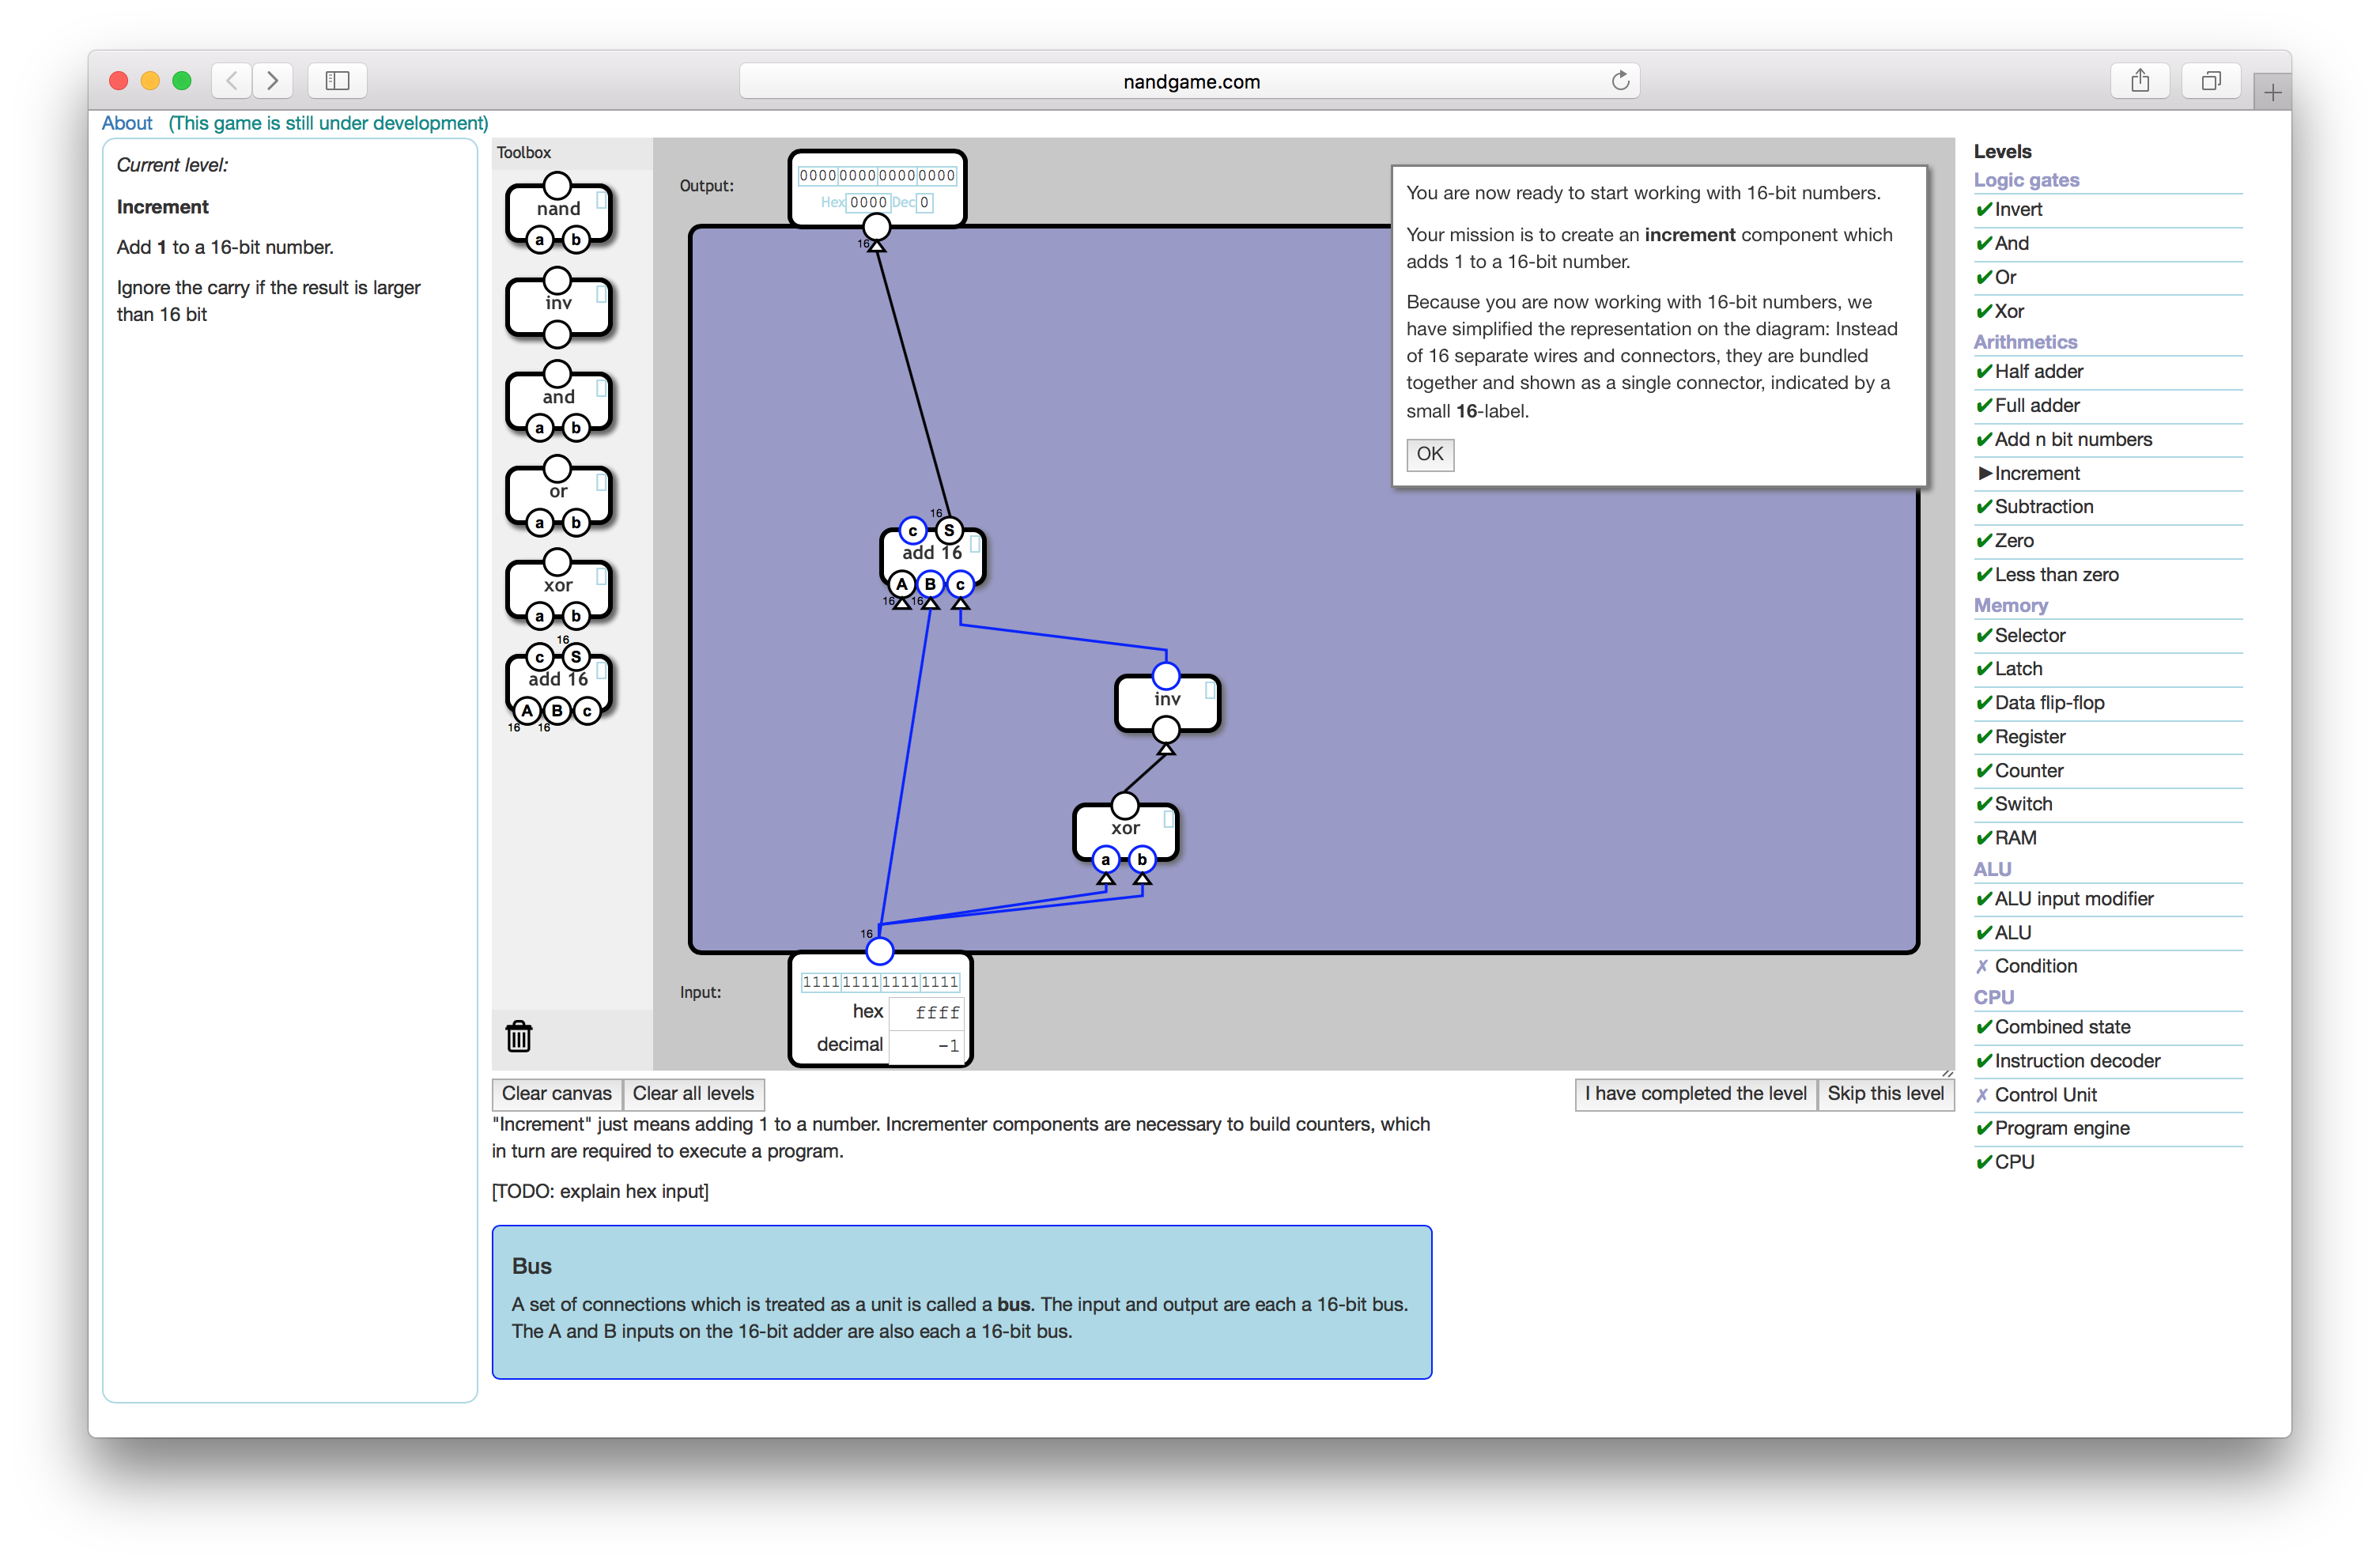 nandgame.com
About (This game is still under development)
Current level:
Increment
Add 1 to a 16-bit number.
Ignore the carry if the result is larger
than 16 bit
Toolbox
nand
a b
inv
and
a b
or
a b
xor
a b
16
c S
add 16
A B c
16 16
Output:
0000 0000 0000 0000
Hex 0000 Dec 0
16
You are now ready to start working with 16-bit numbers.
Your mission is to create an increment component which
adds 1 to a 16-bit number.
Because you are now working with 16-bit numbers, we
have simplified the representation on the diagram: Instead
of 16 separate wires and connectors, they are bundled
together and shown as a single connector, indicated by a
small 16-label.
OK
16
c S
add 16
A B c
16 16
inv
xor
a b
16
Input:
1111 1111 1111 1111
hex ffff
decimal -1
Clear canvas Clear all levels
I have completed the level Skip this level
"Increment" just means adding 1 to a number. Incrementer components are necessary to build counters, which
in turn are required to execute a program.
[TODO: explain hex input]
Bus
A set of connections which is treated as a unit is called a bus. The input and output are each a 16-bit bus.
The A and B inputs on the 16-bit adder are also each a 16-bit bus.
Levels
Logic gates
✔Invert
✔And
✔Or
✔Xor
Arithmetics
✔Half adder
✔Full adder
✔Add n bit numbers
▶Increment
✔Subtraction
✔Zero
✔Less than zero
Memory
✔Selector
✔Latch
✔Data flip-flop
✔Register
✔Counter
✔Switch
✔RAM
ALU
✔ALU input modifier
✔ALU
✗ Condition
CPU
✔Combined state
✔Instruction decoder
✗ Control Unit
✔Program engine
✔CPU